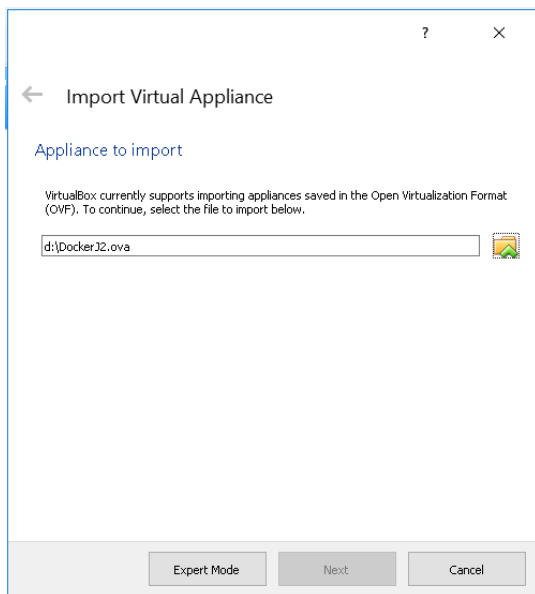 ?
Import Virtual Appliance
Appliance to import
VirtualBox currently supports importing appliances saved in the Open Virtualization Format
(OVF). To continue, select the file to import below.
d:\DockerJ2.ova
Expert Mode
Next
Cancel